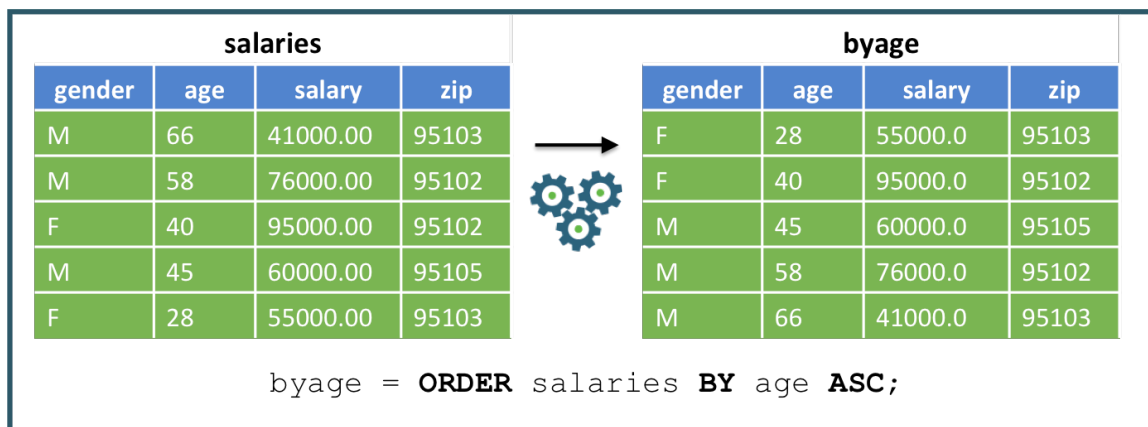 salaries
gender age salary zip
M 66 41000.00 95103
M 58 76000.00 95102
F 40 95000.00 95102
M 45 60000.00 95105
F 28 55000.00 95103
byage
gender age salary zip
F 28 55000.0 95103
F 40 95000.0 95102
M 45 60000.0 95105
M 58 76000.0 95102
M 66 41000.0 95103
byage = ORDER salaries BY age ASC;